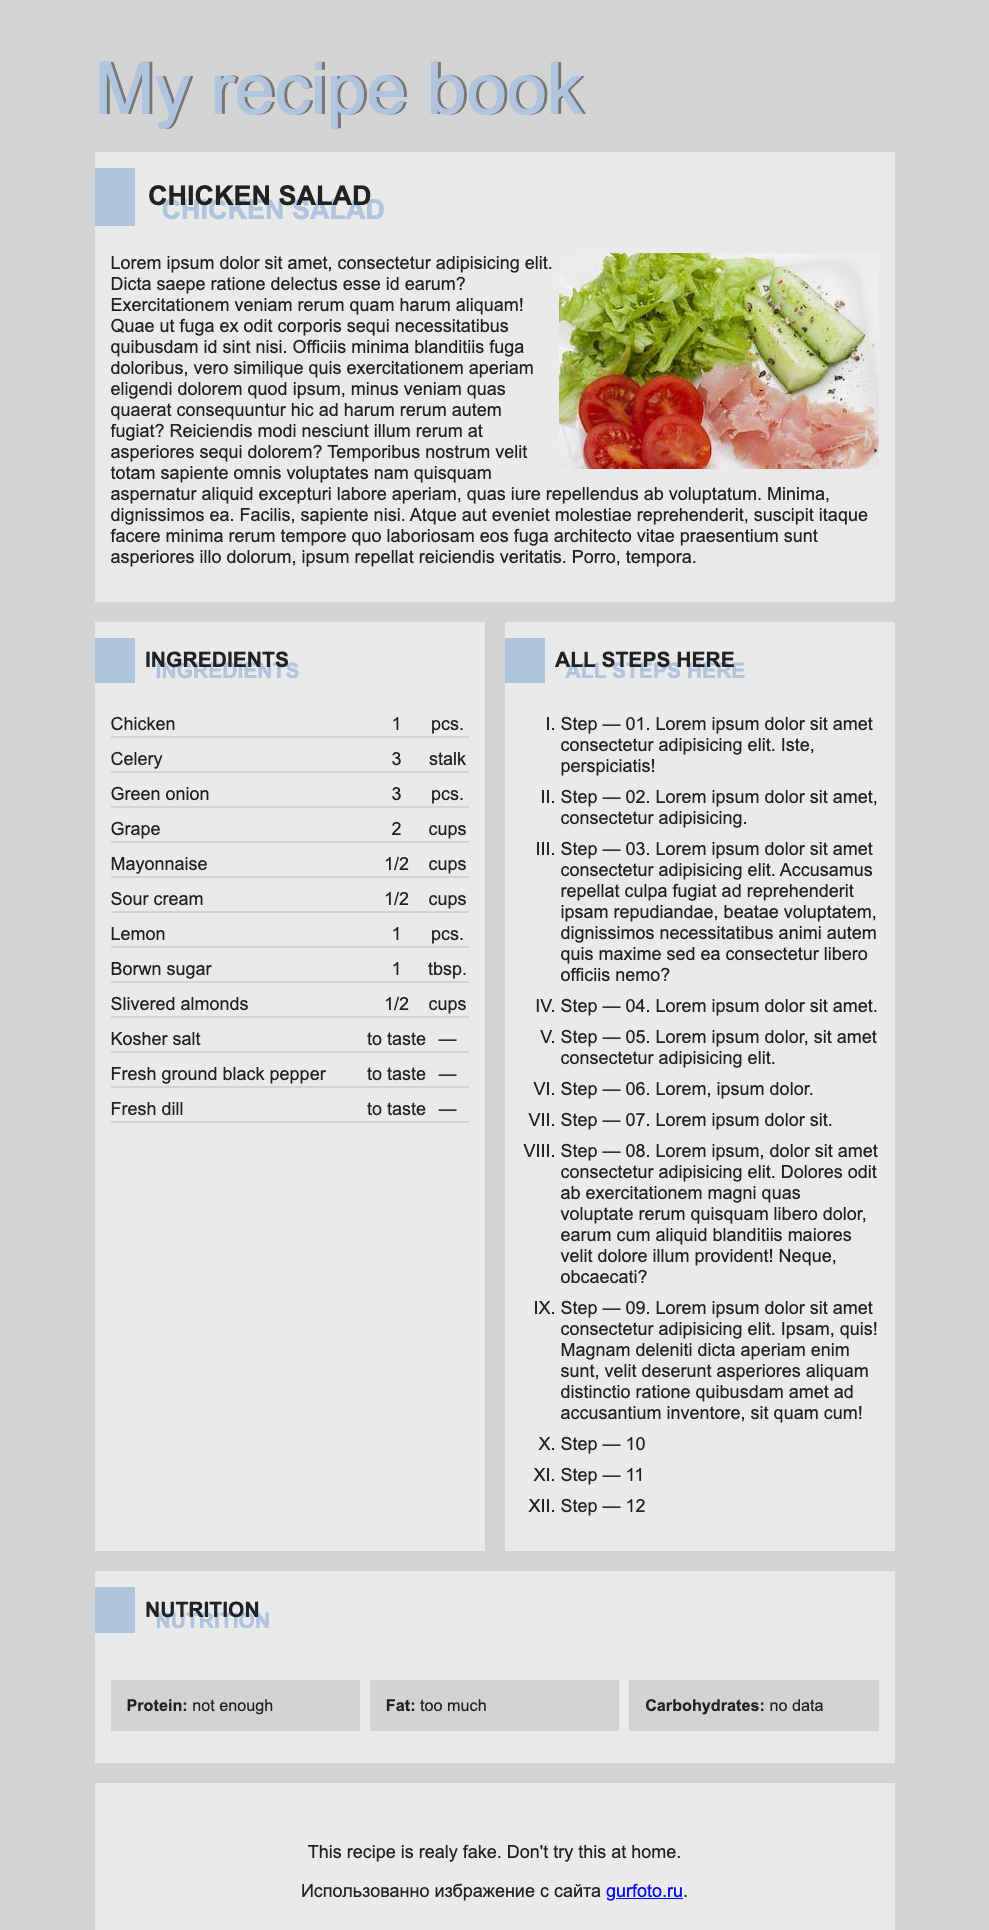 My recipe book
CHICKEN SALAD
Lorem ipsum dolor sit amet, consectetur adipisicing elit.
Dicta saepe ratione delectus esse id earum?
Exercitationem veniam rerum quam harum aliquam!
Quae ut fuga ex odit corporis sequi necessitatibus
quibusdam id sint nisi. Officiis minima blanditiis fuga
doloribus, vero similique quis exercitationem aperiam
eligendi dolorem quod ipsum, minus veniam quas
quaerat consequuntur hic ad harum rerum autem
fugiat? Reiciendis modi nesciunt illum rerum at
asperiores sequi dolorem? Temporibus nostrum velit
totam sapiente omnis voluptates nam quisquam
aspernatur aliquid excepturi labore aperiam, quas iure repellendus ab voluptatum. Minima,
dignissimos ea. Facilis, sapiente nisi. Atque aut eveniet molestiae reprehenderit, suscipit itaque
facere minima rerum tempore quo laboriosam eos fuga architecto vitae praesentium sunt
asperiores illo dolorum, ipsum repellat reiciendis veritatis. Porro, tempora.
INGREDIENTS
Chicken 1 pcs.
Celery 3 stalk
Green onion 3 pcs.
Grape 2 cups
Mayonnaise 1/2 cups
Sour cream 1/2 cups
Lemon 1 pcs.
Borwn sugar 1 tbsp.
Slivered almonds 1/2 cups
Kosher salt to taste —
Fresh ground black pepper to taste —
Fresh dill to taste —
ALL STEPS HERE
I. Step — 01. Lorem ipsum dolor sit amet
consectetur adipisicing elit. Iste,
perspiciatis!
II. Step — 02. Lorem ipsum dolor sit amet,
consectetur adipisicing.
III. Step — 03. Lorem ipsum dolor sit amet
consectetur adipisicing elit. Accusamus
repellat culpa fugiat ad reprehenderit
ipsam repudiandae, beatae voluptatem,
dignissimos necessitatibus animi autem
quis maxime sed ea consectetur libero
officiis nemo?
IV. Step — 04. Lorem ipsum dolor sit amet.
V. Step — 05. Lorem ipsum dolor, sit amet
consectetur adipisicing elit.
VI. Step — 06. Lorem, ipsum dolor.
VII. Step — 07. Lorem ipsum dolor sit.
VIII. Step — 08. Lorem ipsum, dolor sit amet
consectetur adipisicing elit. Dolores odit
ab exercitationem magni quas
voluptate rerum quisquam libero dolor,
earum cum aliquid blanditiis maiores
velit dolore illum provident! Neque,
obcaecati?
IX. Step — 09. Lorem ipsum dolor sit amet
consectetur adipisicing elit. Ipsam, quis!
Magnam deleniti dicta aperiam enim
sunt, velit deserunt asperiores aliquam
distinctio ratione quibusdam amet ad
accusantium inventore, sit quam cum!
X. Step — 10
XI. Step — 11
XII. Step — 12
NUTRITION
Protein: not enough
Fat: too much
Carbohydrates: no data
This recipe is realy fake. Don't try this at home.
Использованно избражение с сайта gurfoto.ru.